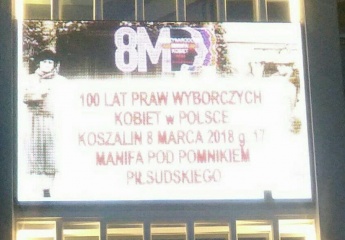 8M
100 LAT PRAW WYBORCZYCH
KOBIET w POLSCE
KOSZALIN 8 MARCA 2018 g. 17
MANIFA POD POMNIKIEM
PIŁSUDSKIEGO